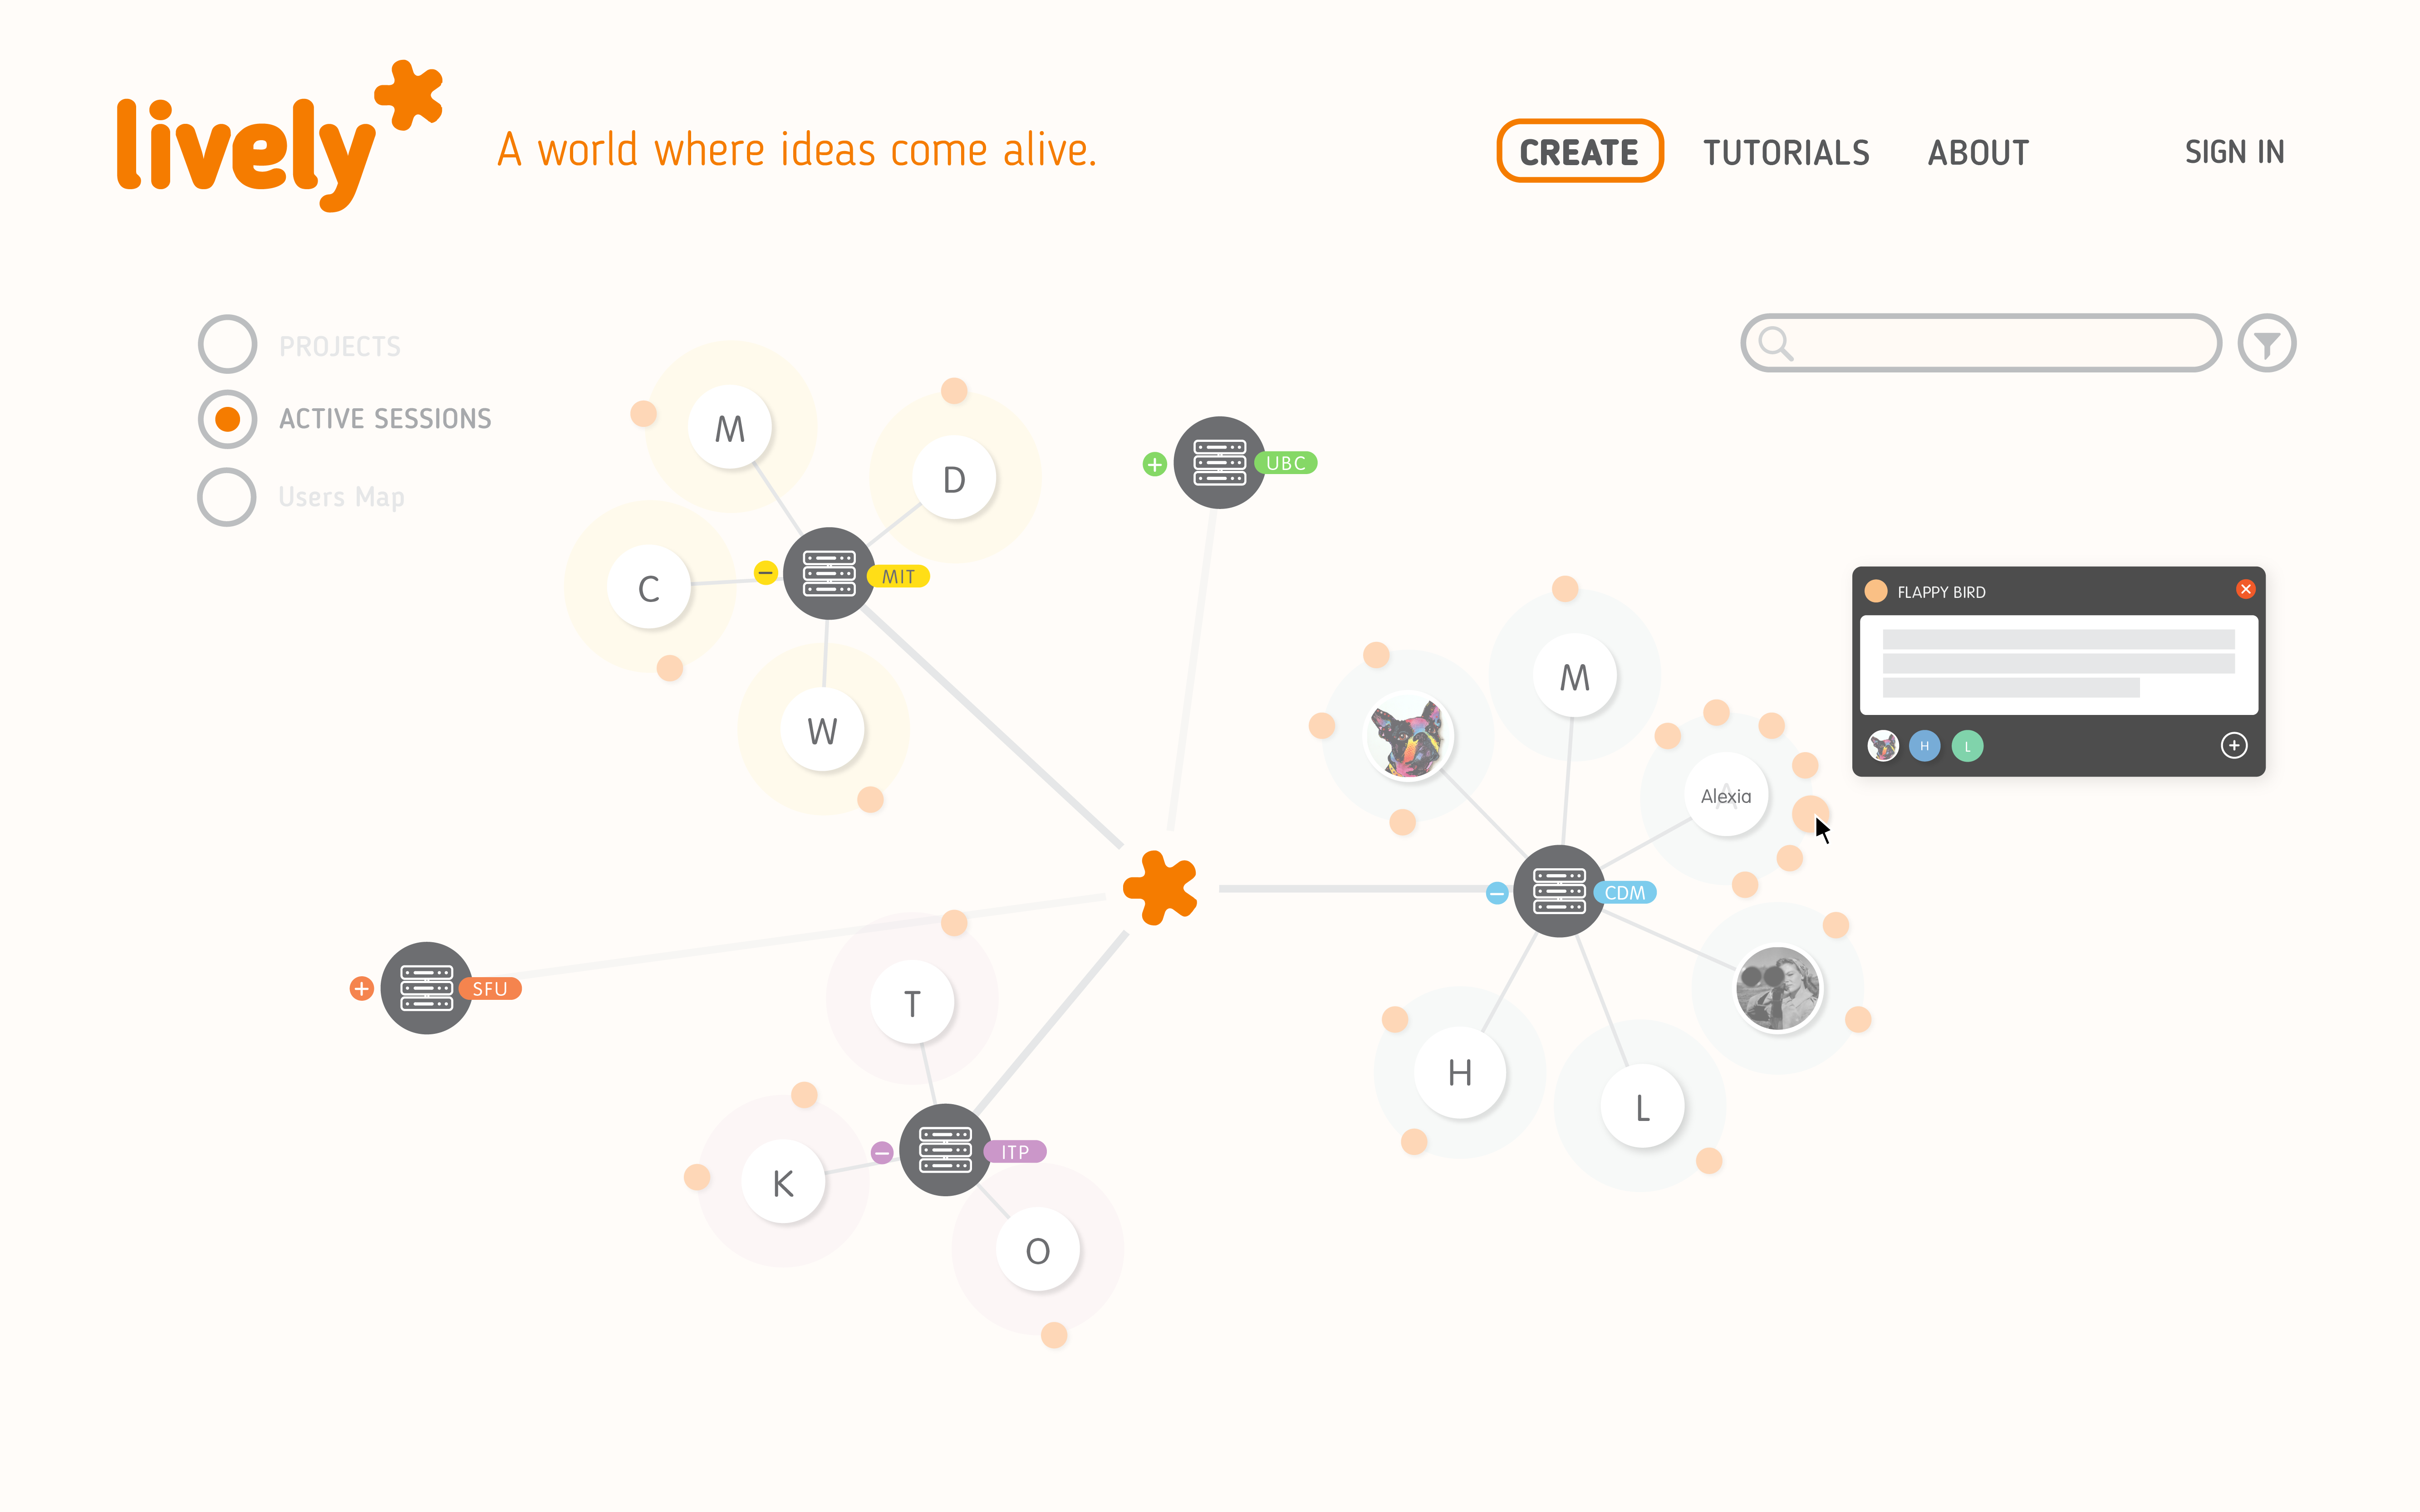 lively
A world where ideas come alive.
CREATE
TUTORIALS
ABOUT
SIGN IN
PROJECTS
ACTIVE SESSIONS
Users Map
M
D
C
W
MIT
UBC
M
Alexia
CDM
H
L
FLAPPY BIRD
H
L
SFU
T
K
O
ITP